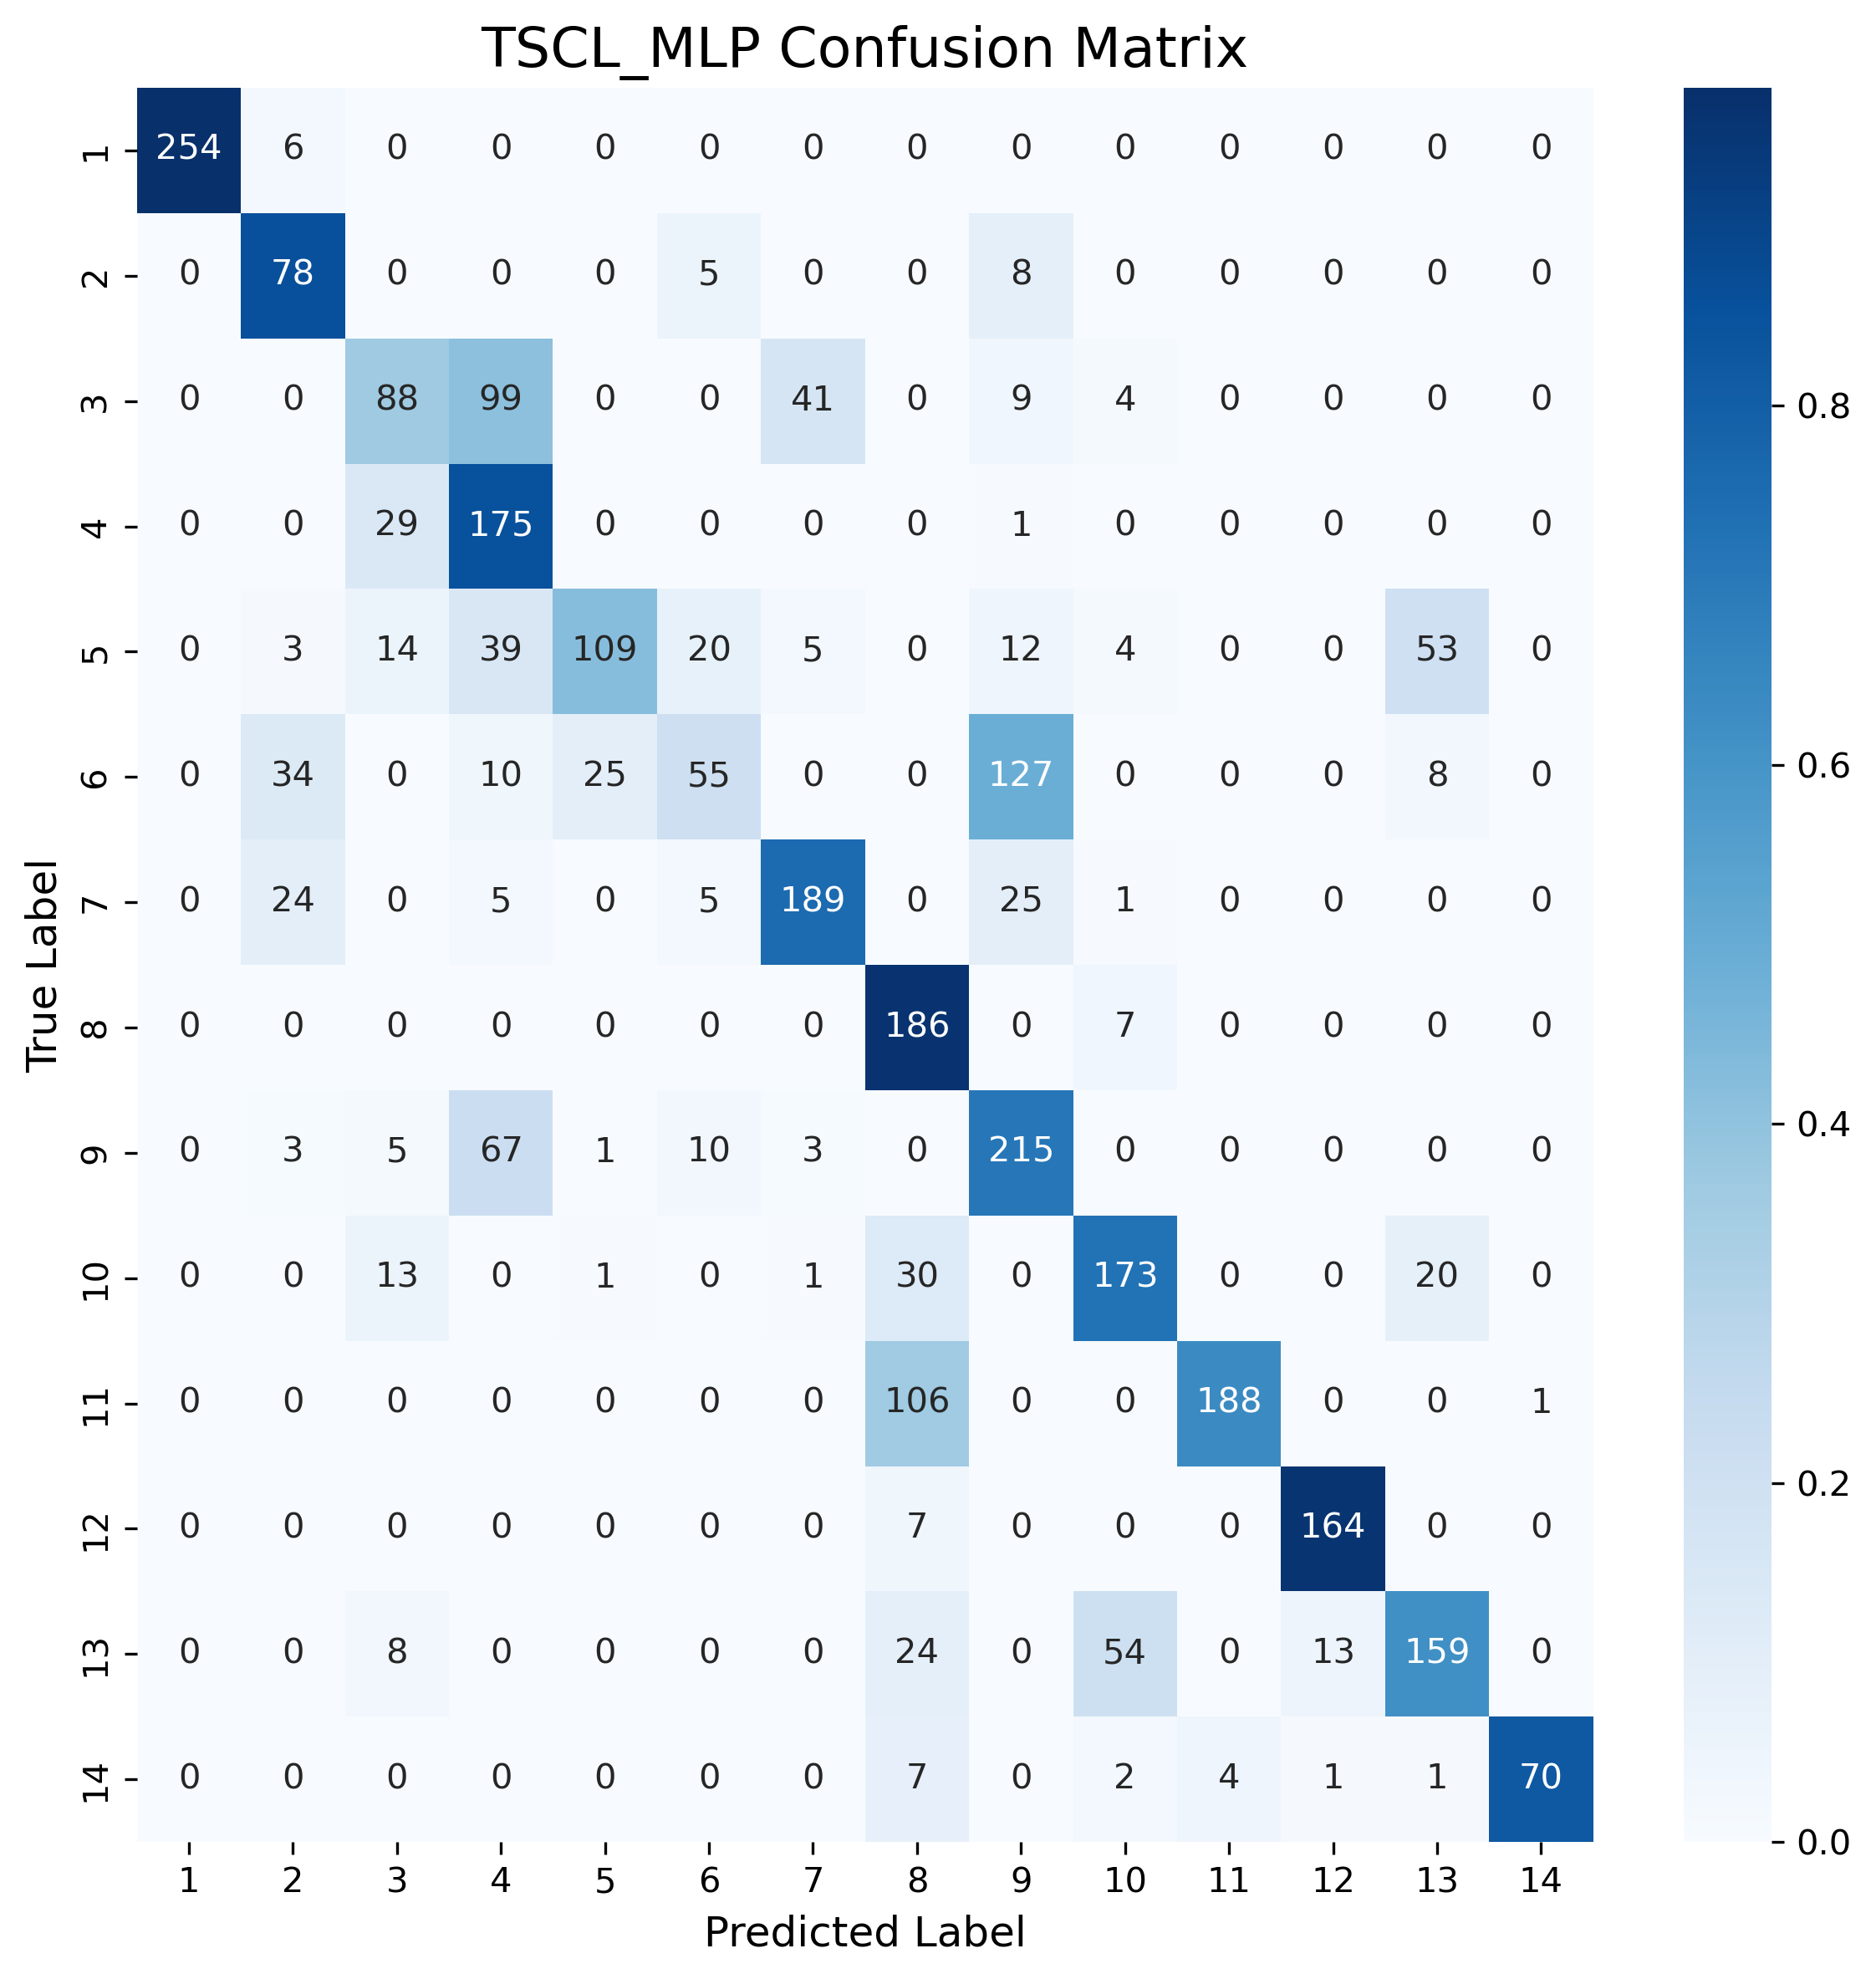 TSCL_MLP Confusion Matrix
1 254 6 0 0 0 0 0 0 0 0 0 0 0 0
2 0 78 0 0 0 5 0 0 8 0 0 0 0 0
3 0 0 88 99 0 0 41 0 9 4 0 0 0 0
4 0 0 29 175 0 0 0 0 1 0 0 0 0 0
5 0 3 14 39 109 20 5 0 12 4 0 0 53 0
6 0 34 0 10 25 55 0 0 127 0 0 0 8 0
7 0 24 0 5 0 5 189 0 25 1 0 0 0 0
8 0 0 0 0 0 0 0 186 0 7 0 0 0 0
9 0 3 5 67 1 10 3 0 215 0 0 0 0 0
10 0 0 13 0 1 0 1 30 0 173 0 0 20 0
11 0 0 0 0 0 0 0 106 0 0 188 0 0 1
12 0 0 0 0 0 0 0 7 0 0 0 164 0 0
13 0 0 8 0 0 0 0 24 0 54 0 13 159 0
14 0 0 0 0 0 0 0 7 0 2 4 1 1 70
1 2 3 4 5 6 7 8 9 10 11 12 13 14
Predicted Label
True Label
0.8
0.6
0.4
0.2
0.0